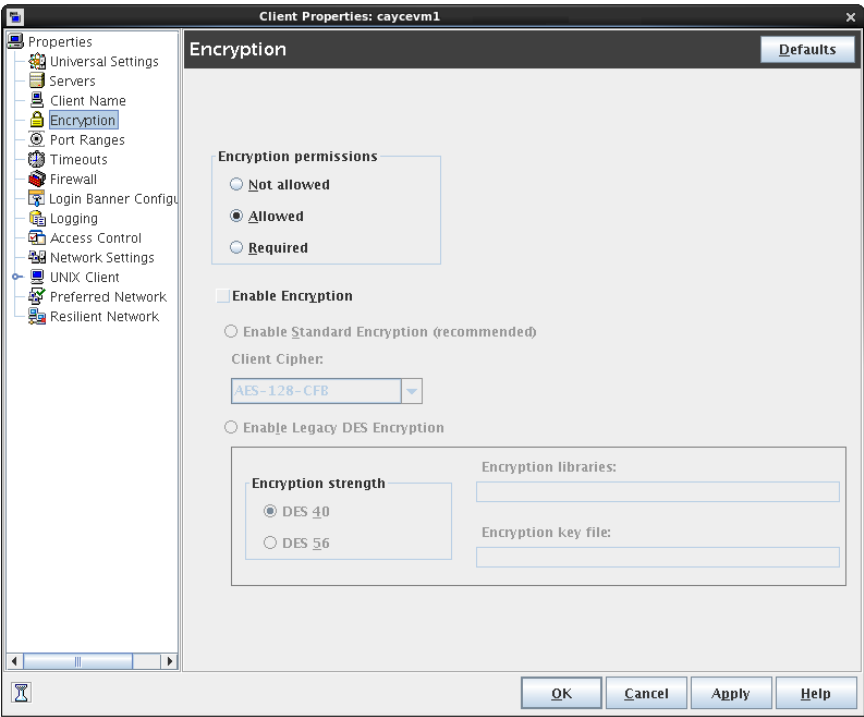 Client Properties: caycevm1
Properties
Universal Settings
Servers
Client Name
Encryption
Port Ranges
Timeouts
Firewall
Login Banner Configu
Logging
Access Control
Network Settings
UNIX Client
Preferred Network
Resilient Network
Encryption
Defaults
Encryption permissions
Not allowed
Allowed
Required
Enable Encryption
Enable Standard Encryption (recommended)
Client Cipher:
AES-128-CFB
Enable Legacy DES Encryption
Encryption strength
DES 40
DES 56
Encryption libraries:
Encryption key file:
OK
Cancel
Apply
Help